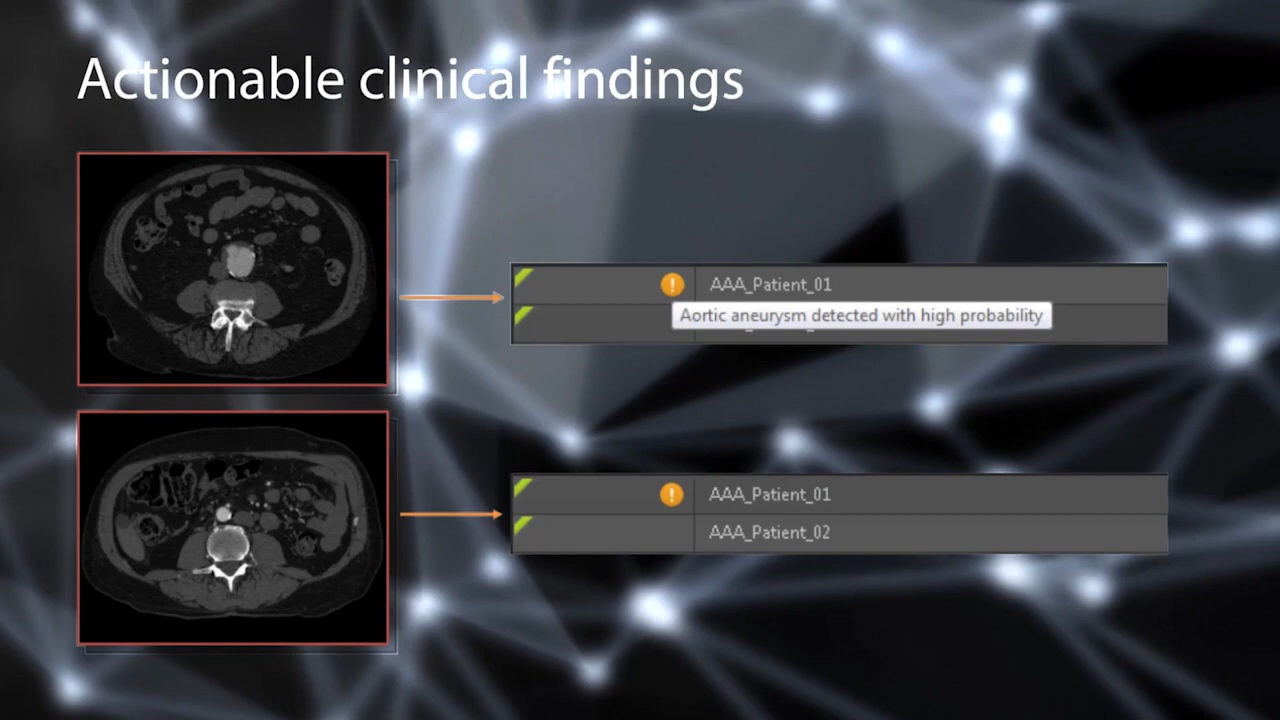 Actionable clinical findings
AAA_Patient_01
Aortic aneurysm detected with high probability
AAA_Patient_01
AAA_Patient_02